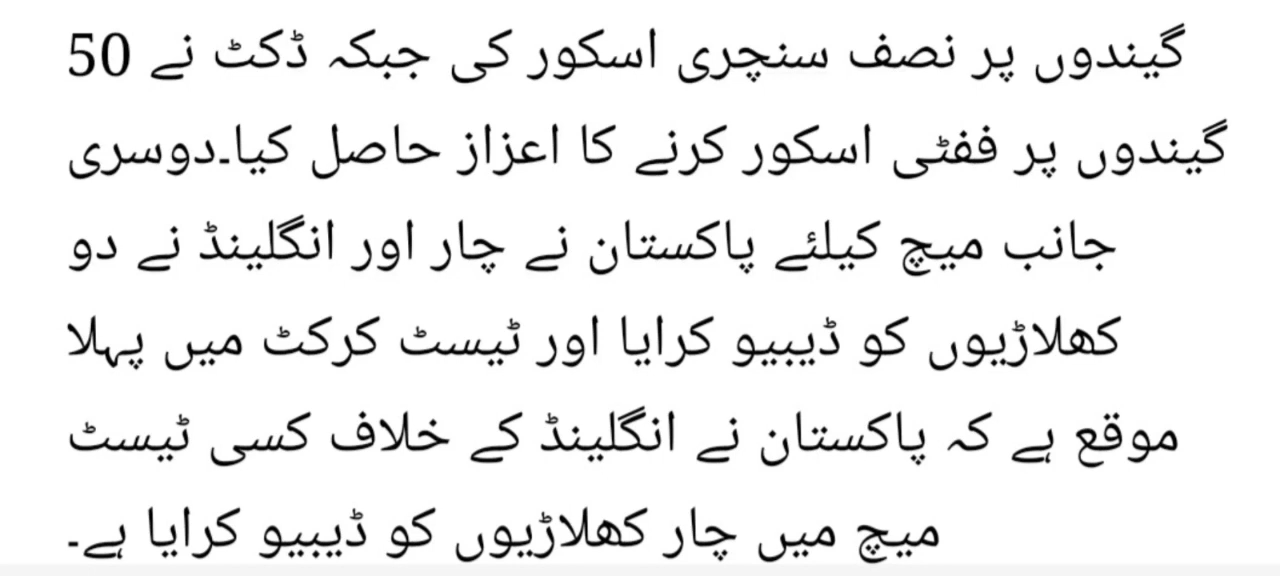 گیندوں پر نصف سنچری اسکور کی جبکہ ڈکٹ نے 50
گیندوں پر ففٹی اسکور کرنے کا اعزاز حاصل کیا۔دوسری
جانب میچ کیلئے پاکستان نے چار اور انگلینڈ نے دو
کھلاڑیوں کو ڈیبیو کرایا اور ٹیسٹ کرکٹ میں پہلا
موقع ہے کہ پاکستان نے انگلینڈ کے خلاف کسی ٹیسٹ
میچ میں چار کھلاڑیوں کو ڈیبیو کرایا ہے۔